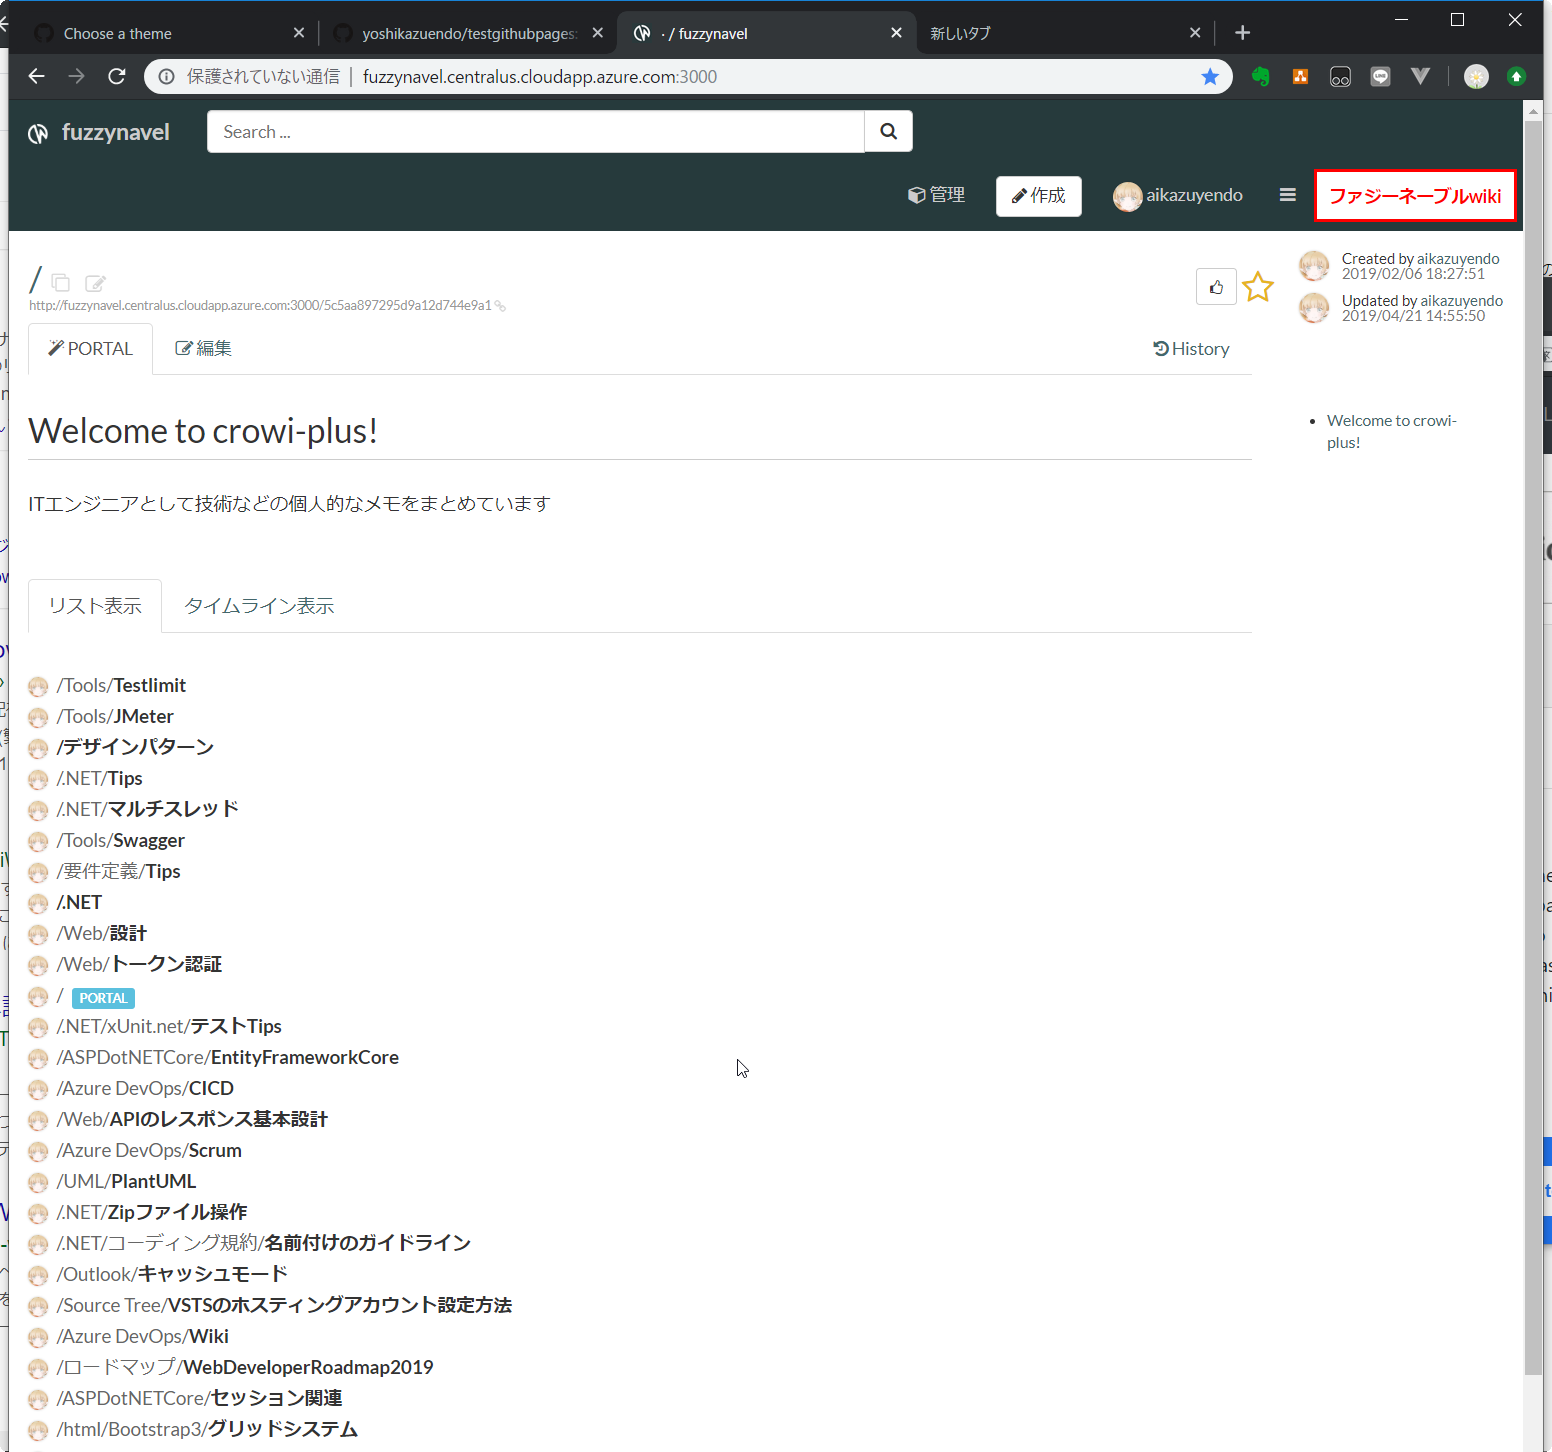 Choose a theme
yoshikazuendo/testgithubpages:
· / fuzzynavel
新しいタブ
保護されていない通信 | fuzzynavel.centralus.cloudapp.azure.com:3000
fuzzynavel
Search ...
管理
作成
aikazuyendo
ファジーネーブルwiki
/
http://fuzzynavel.centralus.cloudapp.azure.com:3000/5c5aa897295d9a12d744e9a1
Created by aikazuyendo
2019/02/06 18:27:51
Updated by aikazuyendo
2019/04/21 14:55:50
PORTAL
編集
History
Welcome to crowi-plus!
Welcome to crowi-
plus!
ITエンジニアとして技術などの個人的なメモをまとめています
リスト表示
タイムライン表示
/Tools/Testlimit
/Tools/JMeter
/デザインパターン
/.NET/Tips
/.NET/マルチスレッド
/Tools/Swagger
/要件定義/Tips
/.NET
/Web/設計
/Web/トークン認証
/ PORTAL
/.NET/xUnit.net/テストTips
/ASPDotNETCore/EntityFrameworkCore
/Azure DevOps/CICD
/Web/APIのレスポンス基本設計
/Azure DevOps/Scrum
/UML/PlantUML
/.NET/Zipファイル操作
/.NET/コーディング規約/名前付けのガイドライン
/Outlook/キャッシュモード
/Source Tree/VSTSのホスティングアカウント設定方法
/Azure DevOps/Wiki
/ロードマップ/WebDeveloperRoadmap2019
/ASPDotNETCore/セッション関連
/html/Bootstrap3/グリッドシステム